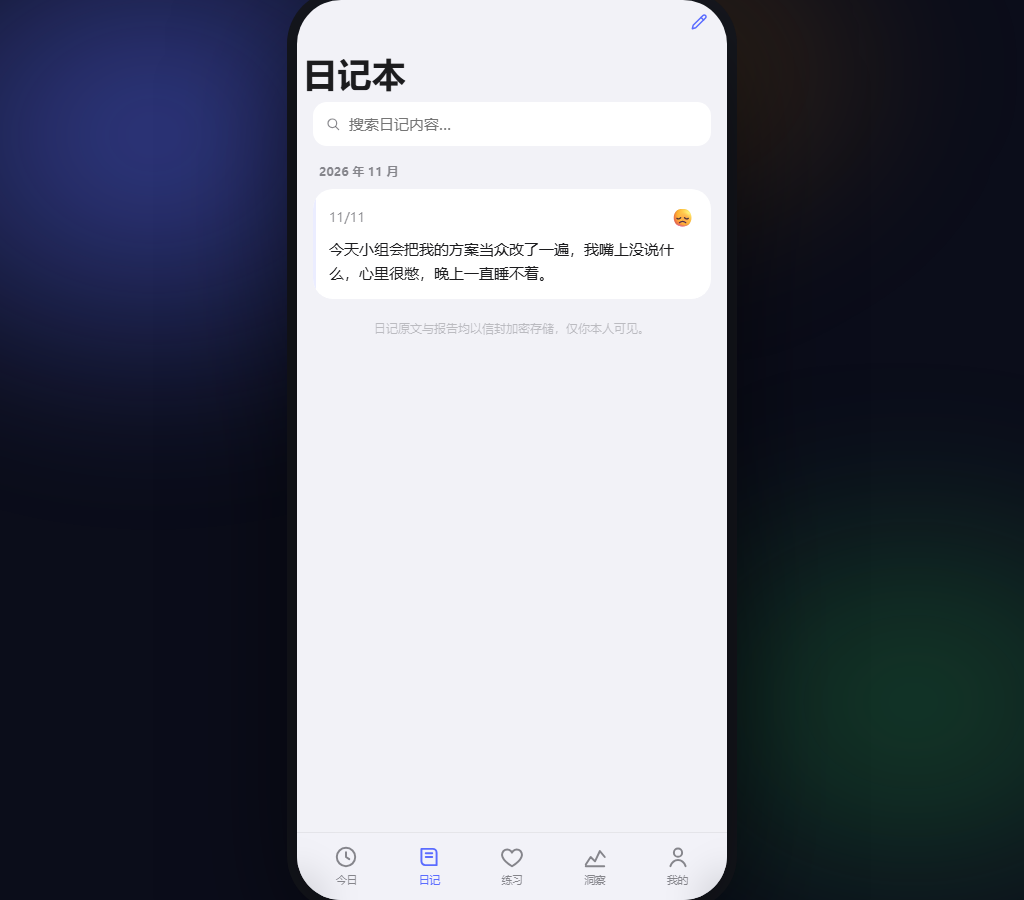 日记本
搜索日记内容...
2026 年 11 月
11/11
今天小组会把我的方案当众改了一遍，我嘴上没说什
么，心里很憋，晚上一直睡不着。
日记原文与报告均以信封加密存储，仅你本人可见。
今日
日记
练习
洞察
我的